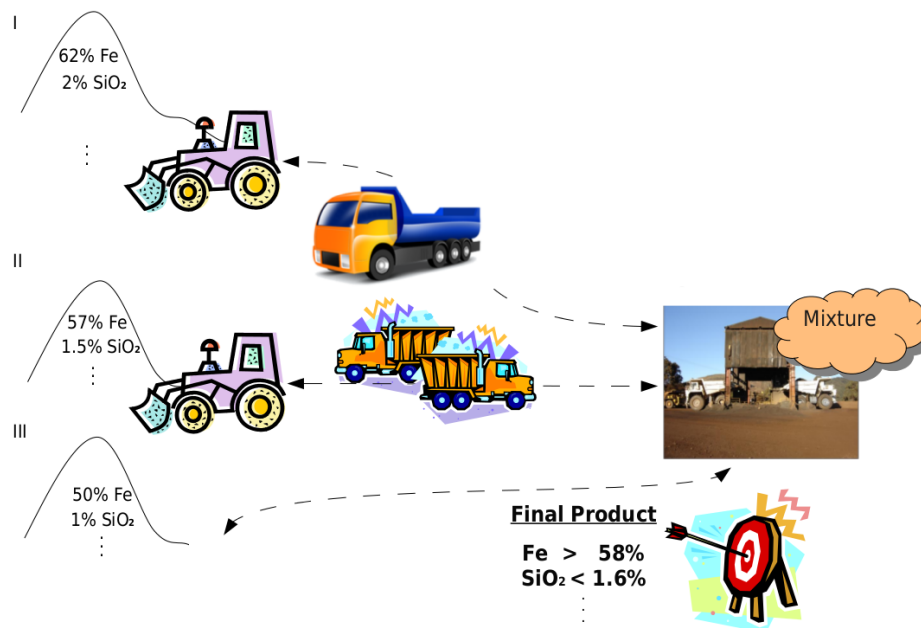 I
62% Fe
2% SiO₂
⋮
II
57% Fe
1.5% SiO₂
⋮
Mixture
III
50% Fe
1% SiO₂
⋮
Final Product
Fe > 58%
SiO₂ < 1.6%
⋮